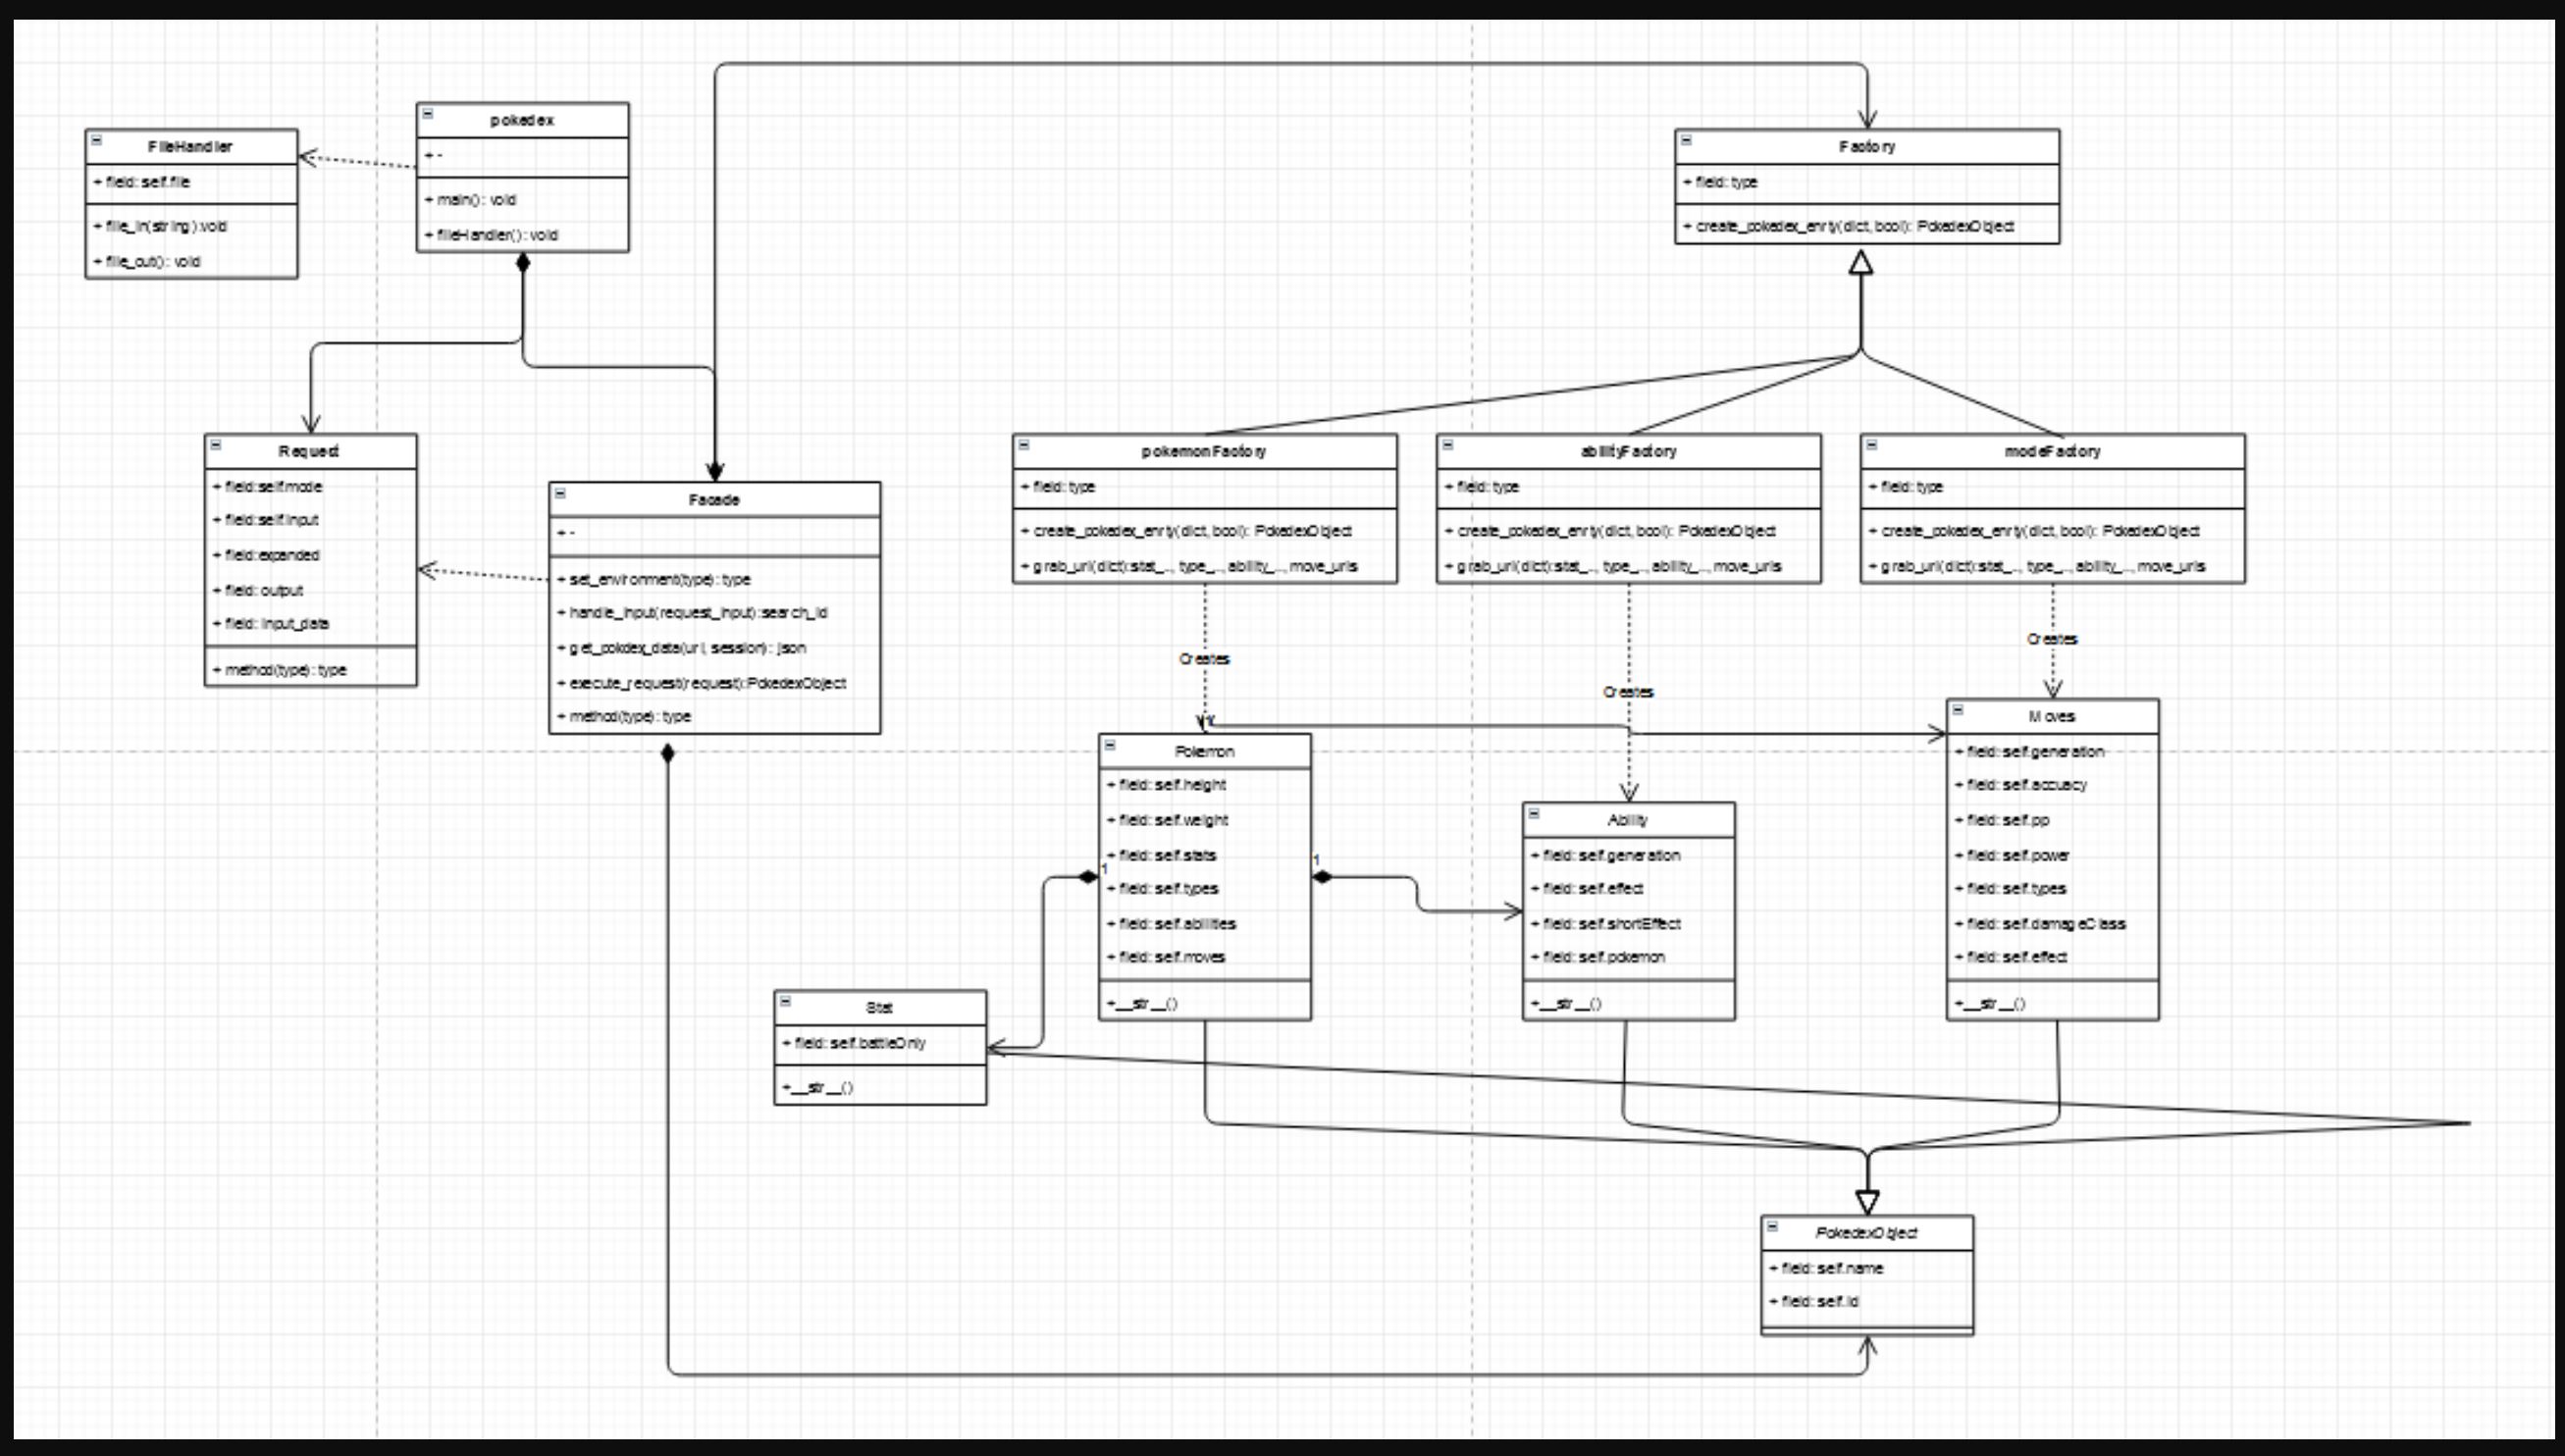 FileHandler
+ field: self.file
+ file_in(string):void
+ file_out(): void
pokedex
+ -
+ main(): void
+ fileHandler(): void
Factory
+ field: type
+ create_pokedex_enrty(dict, bool): PokedexObject
Request
+ field:self.mode
+ field:self.input
+ field:expanded
+ field: output
+ field: input_data
+ method(type): type
Facade
+ -
+ set_environment(type): type
+ handle_input(request_input):search_id
+ get_pokdex_data(url, session): json
+ execute_request(request):PokedexObject
+ method(type): type
pokemonFactory
+ field: type
+ create_pokedex_enrty(dict, bool): PokedexObject
+ grab_url(dict):stat_.., type_.., ability_.., move_urls
abilityFactory
+ field: type
+ create_pokedex_enrty(dict, bool): PokedexObject
+ grab_url(dict):stat_.., type_.., ability_.., move_urls
modeFactory
+ field: type
+ create_pokedex_enrty(dict, bool): PokedexObject
+ grab_url(dict):stat_.., type_.., ability_.., move_urls
Creates
Creates
Creates
Pokemon
+ field: self.height
+ field: self.weight
+ field: self.stats
+ field: self.types
+ field: self.abilities
+ field: self.moves
+__str__()
1
1
Ability
+ field: self.generation
+ field: self.effect
+ field: self.shortEffect
+ field: self.pokemon
+__str__()
Moves
+ field: self.generation
+ field: self.accuacy
+ field: self.pp
+ field: self.power
+ field: self.types
+ field: self.damageClass
+ field: self.effect
+__str__()
Stat
+ field: self.battleOnly
+__str__()
PokedexObject
+ field: self.name
+ field: self.id